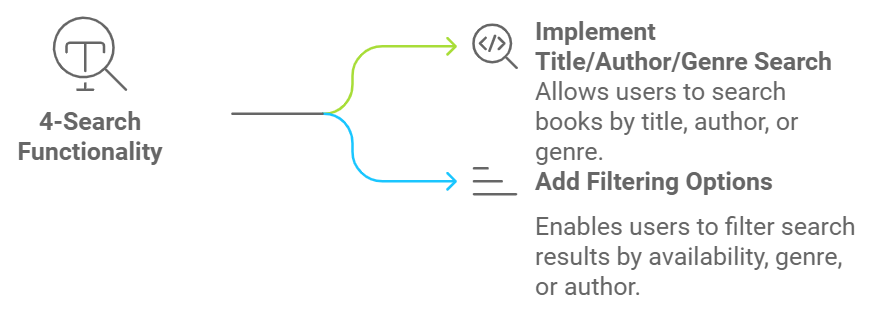 4-Search
Functionality
Implement
Title/Author/Genre Search
Allows users to search
books by title, author, or
genre.
Add Filtering Options
Enables users to filter search
results by availability, genre,
or author.